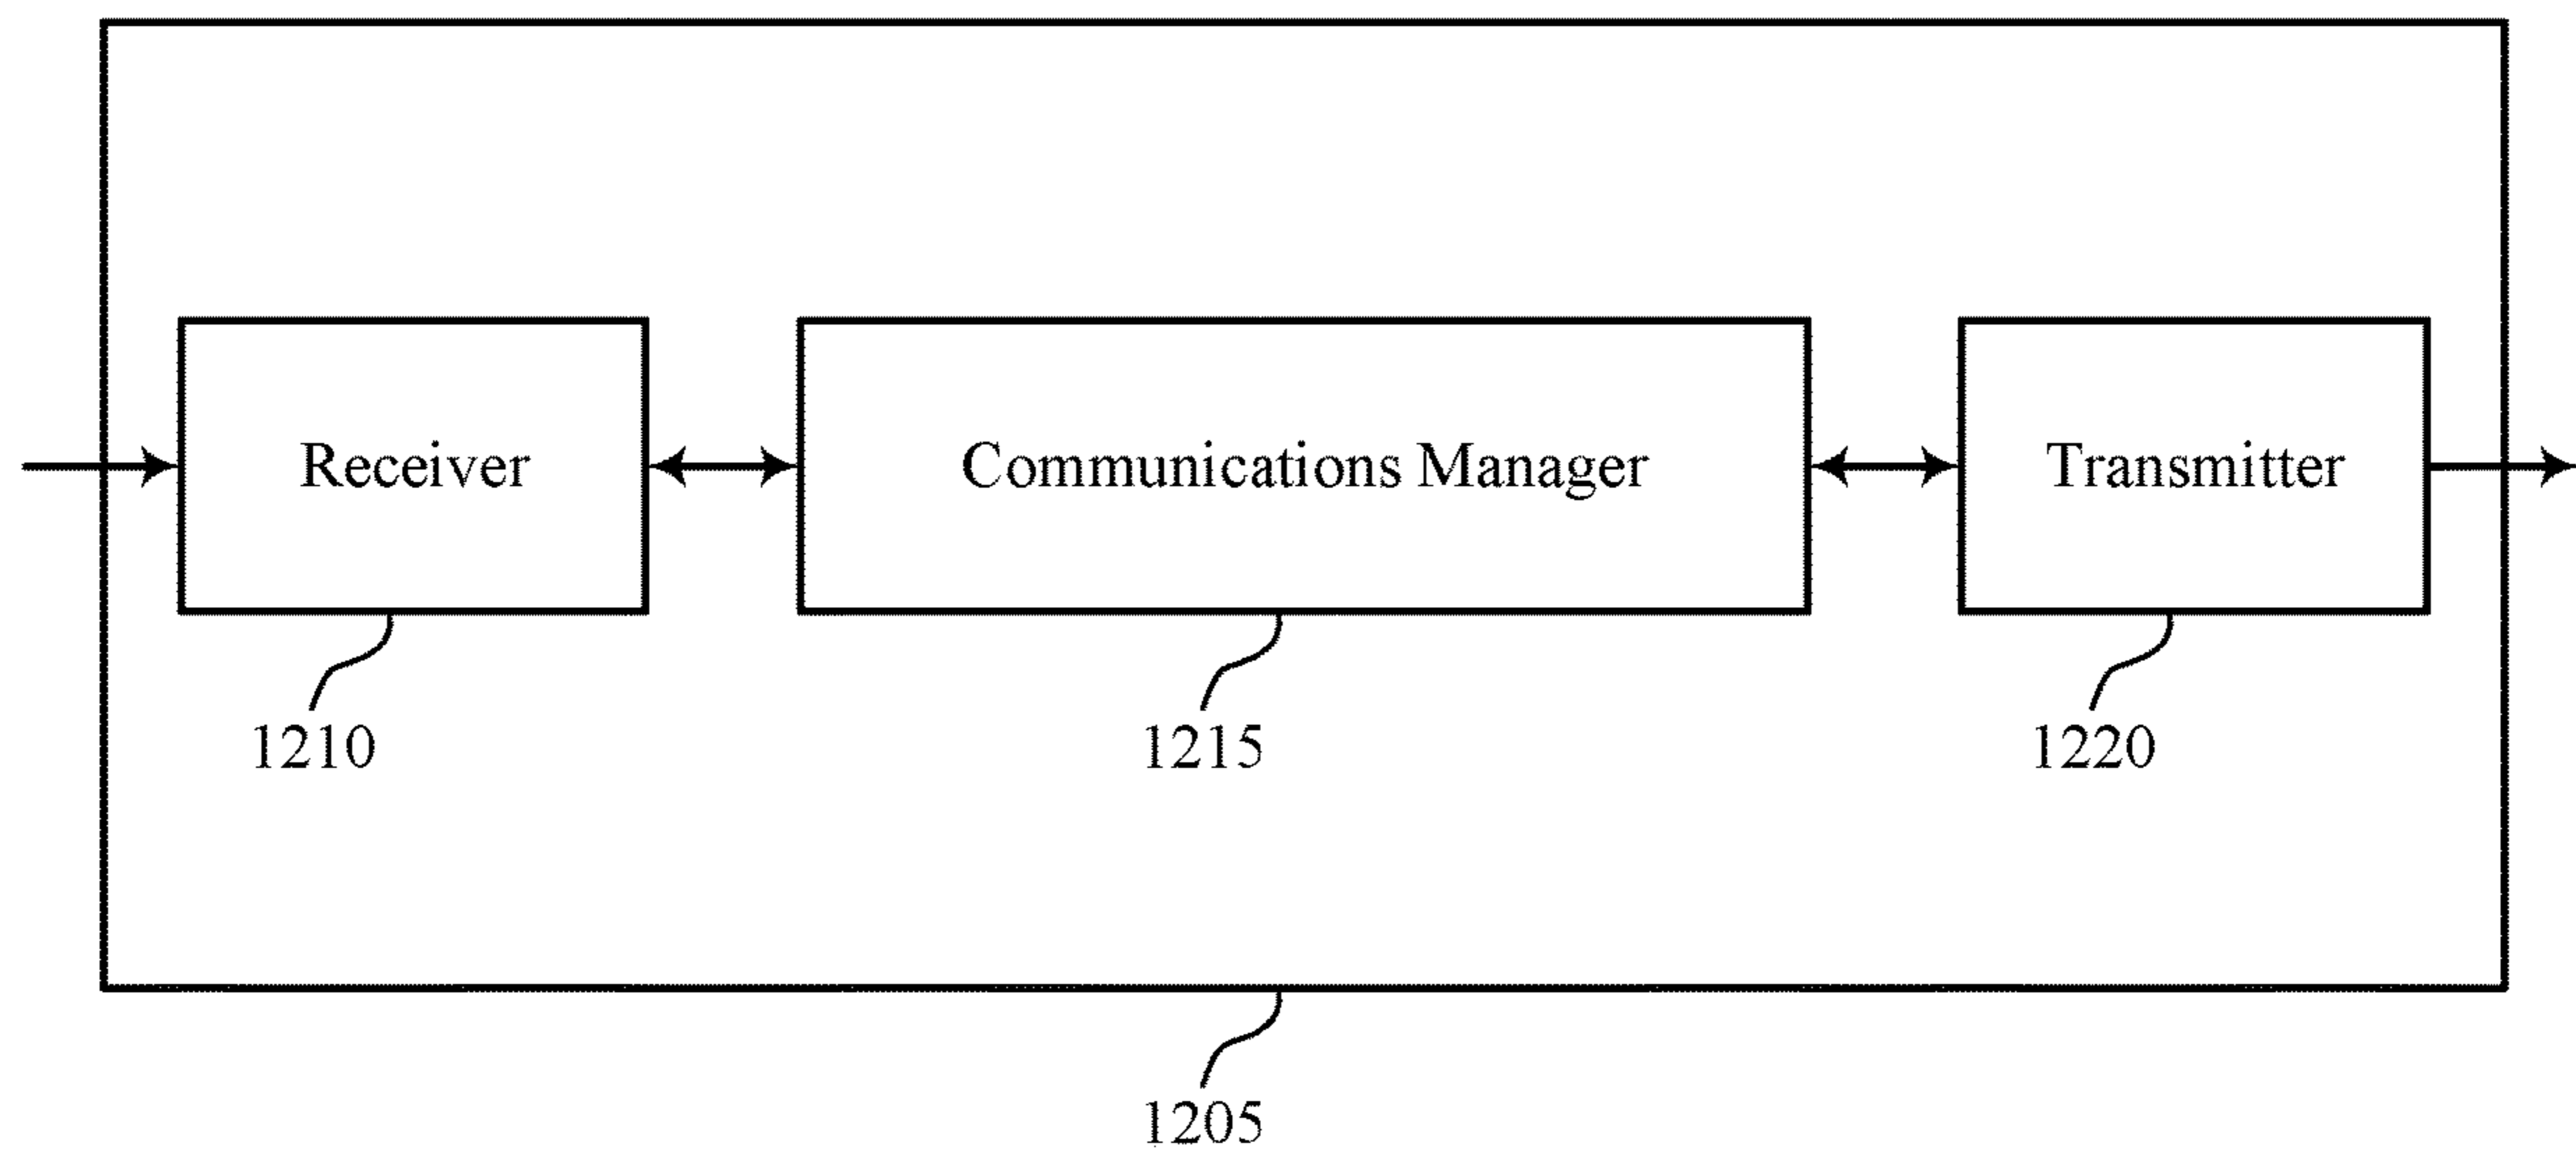 Receiver
Communications Manager
Transmitter
1210
1215
1220
1205